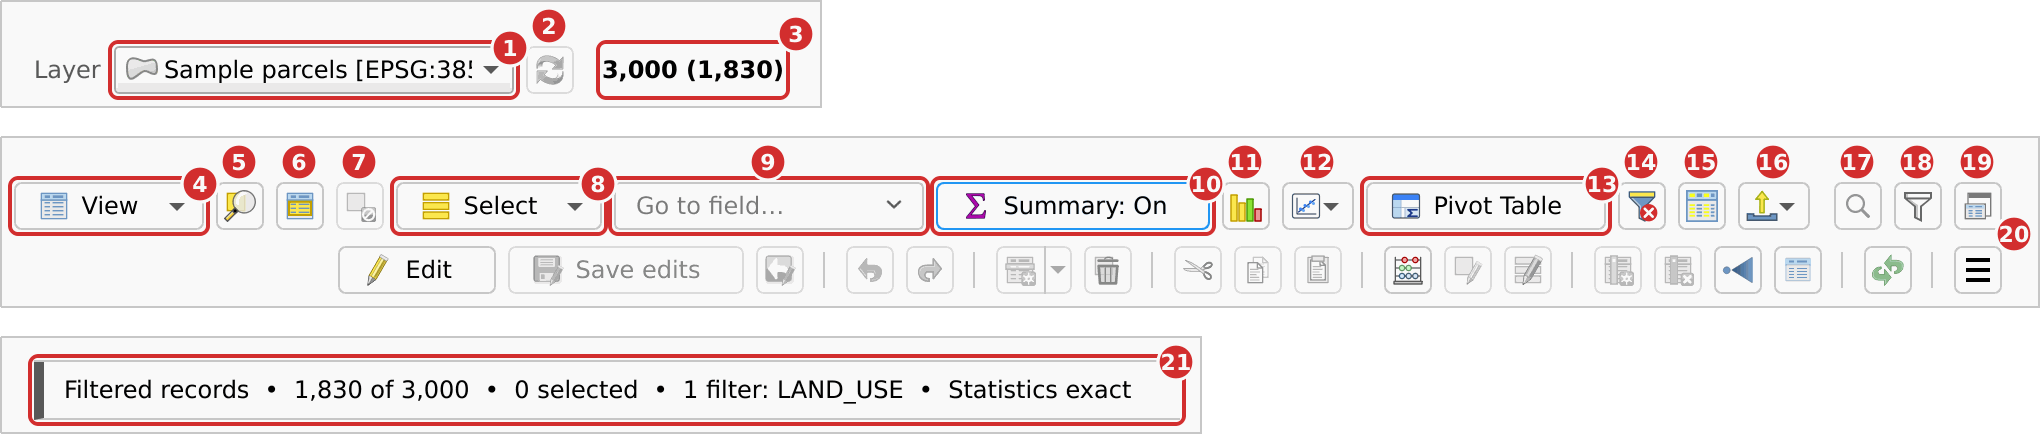 2 3
1
Layer Sample parcels [EPSG:385 3,000 (1,830)
5 6 7 9 11 12 14 15 16 17 18 19
4 8 10 13
View Select Go to field... Σ Summary: On Pivot Table
20
Edit Save edits
21
Filtered records • 1,830 of 3,000 • 0 selected • 1 filter: LAND_USE • Statistics exact